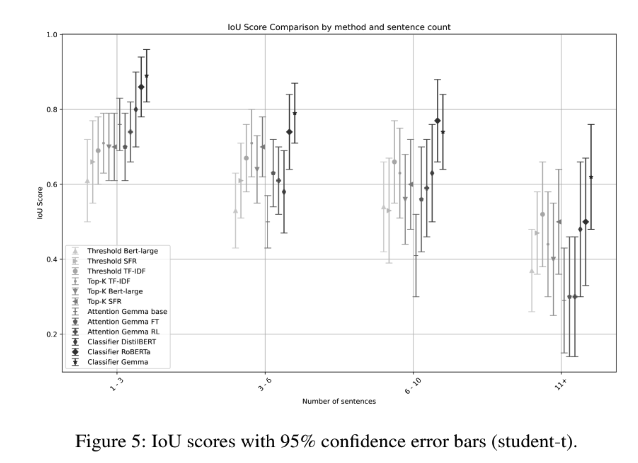 IoU Score Comparison by method and sentence count
1.0
0.8
0.6
0.4
0.2
IoU Score
Threshold Bert-large
Threshold SFR
Threshold TF-IDF
Top-K TF-IDF
Top-K Bert-large
Top-K SFR
Attention Gemma base
Attention Gemma FT
Attention Gemma RL
Classifier DistilBERT
Classifier RoBERTa
Classifier Gemma
1 - 3
3 - 6
6 - 10
11+
Number of sentences
Figure 5: IoU scores with 95% confidence error bars (student-t).